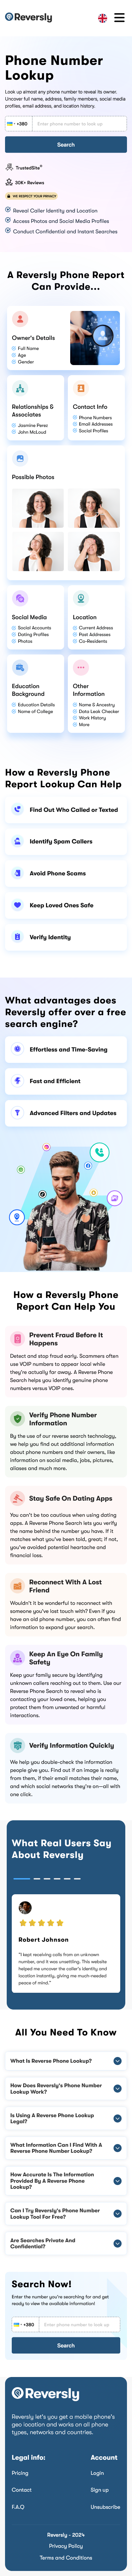 Reversly
Phone Number
Lookup
Look up almost any phone number to reveal its owner.
Uncover full name, address, family members, social media
profiles, email address, and location history.
+380
Enter phone number to look up
Search
TrustedSite®
30K+ Reviews
WE RESPECT YOUR PRIVACY
Reveal Caller Identity and Location
Access Photos and Social Media Profiles
Conduct Confidential and Instant Searches
A Reversly Phone Report
Can Provide...
Owner's Details
Full Name
Age
Gender
Relationships &
Associates
Jasmine Perez
John McLoud
Contact Info
Phone Numbers
Email Addresses
Social Profiles
Possible Photos
Social Media
Social Accounts
Dating Profiles
Photos
Location
Current Address
Past Addresses
Co-Residents
Education
Background
Education Details
Name of College
Other
Information
Name & Ancestry
Data Leak Checker
Work History
More
How a Reversly Phone
Lookup Can Help
Find Out Who Called or Texted
Identify Spam Callers
Avoid Phone Scams
Keep Loved Ones Safe
Verify Identity
What advantages does
Reversly offer over a free
search engine?
Effortless and Time-Saving
Fast and Efficient
Advanced Filters and Updates
How a Reversly Phone
Report Can Help You
Prevent Fraud Before It
Happens
Detect and stop fraud early. Scammers often
use VOIP numbers to appear local while
they're actually far away. A Reverse Phone
Search helps you identify genuine phone
numbers versus VOIP ones.
Verify Phone Number
Information
By the use of our reverse search technology,
we help you find out additional information
about phone numbers and their owners, like
information on social media, jobs, pictures,
aliases and much more.
Stay Safe On Dating Apps
You can't be too cautious when using dating
apps. A Reverse Phone Search lets you verify
the name behind the number you know. If it
matches what you've been told, great; if not,
you've avoided potential heartache and
financial loss.
Reconnect With A Lost
Friend
Wouldn't it be wonderful to reconnect with
someone you've lost touch with? Even if you
have an old phone number, you can often find
information to expand your search.
Keep An Eye On Family
Safety
Keep your family secure by identifying
unknown callers reaching out to them. Use our
Reverse Phone Search to reveal who is
contacting your loved ones, helping you
protect them from unwanted or harmful
interactions.
Verify Information Quickly
We help you double-check the information
people give you. Find out if an image is really
from them, if their email matches their name,
and which social networks they're on—all with
one click.
What Real Users Say
About Reversly
Robert Johnson
"I kept receiving calls from an unknown
number, and it was unsettling. This website
helped me uncover the caller's identity and
location instantly, giving me much-needed
peace of mind."
All You Need To Know
What Is Reverse Phone Lookup?
How Does Reversly's Phone Number
Lookup Work?
Is Using A Reverse Phone Lookup
Legal?
What Information Can I Find With A
Reverse Phone Number Lookup?
How Accurate Is The Information
Provided By A Reverse Phone
Lookup?
Can I Try Reversly's Phone Number
Lookup Tool For Free?
Are Searches Private And
Confidential?
Search Now!
Enter the number you're searching for and get
ready to view the available information!
+380
Enter phone number to look up
Search
Reversly
Reversly let's you get a mobile phone's
geo location and works on all phone
types, networks and countries.
Legal info:
Account
Pricing
Login
Contact
Sign up
F.A.Q
Unsubscribe
Reversly - 2024
Privacy Policy
Terms and Conditions